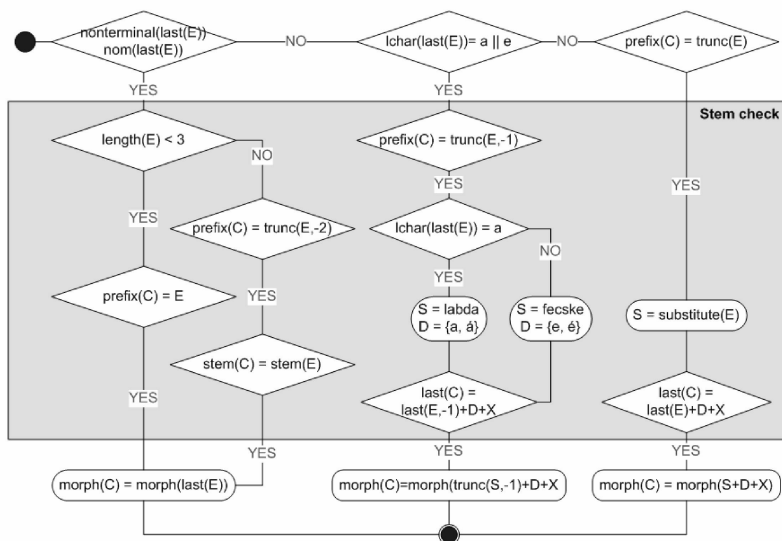 nonterminal(last(E))
nom(last(E))
NO
lchar(last(E))= a || e
NO
prefix(C) = trunc(E)
YES
YES
Stem check
length(E) < 3
prefix(C) = trunc(E,-1)
NO
YES
YES
YES
prefix(C) = trunc(E,-2)
lchar(last(E)) = a
NO
YES
YES
prefix(C) = E
S = labda
D = {a, á}
S = fecske
D = {e, é}
S = substitute(E)
stem(C) = stem(E)
YES
last(C) =
last(E,-1)+D+X
last(C) =
last(E)+D+X
YES
YES
YES
morph(C) = morph(last(E))
morph(C)=morph(trunc(S,-1)+D+X
morph(C) = morph(S+D+X)